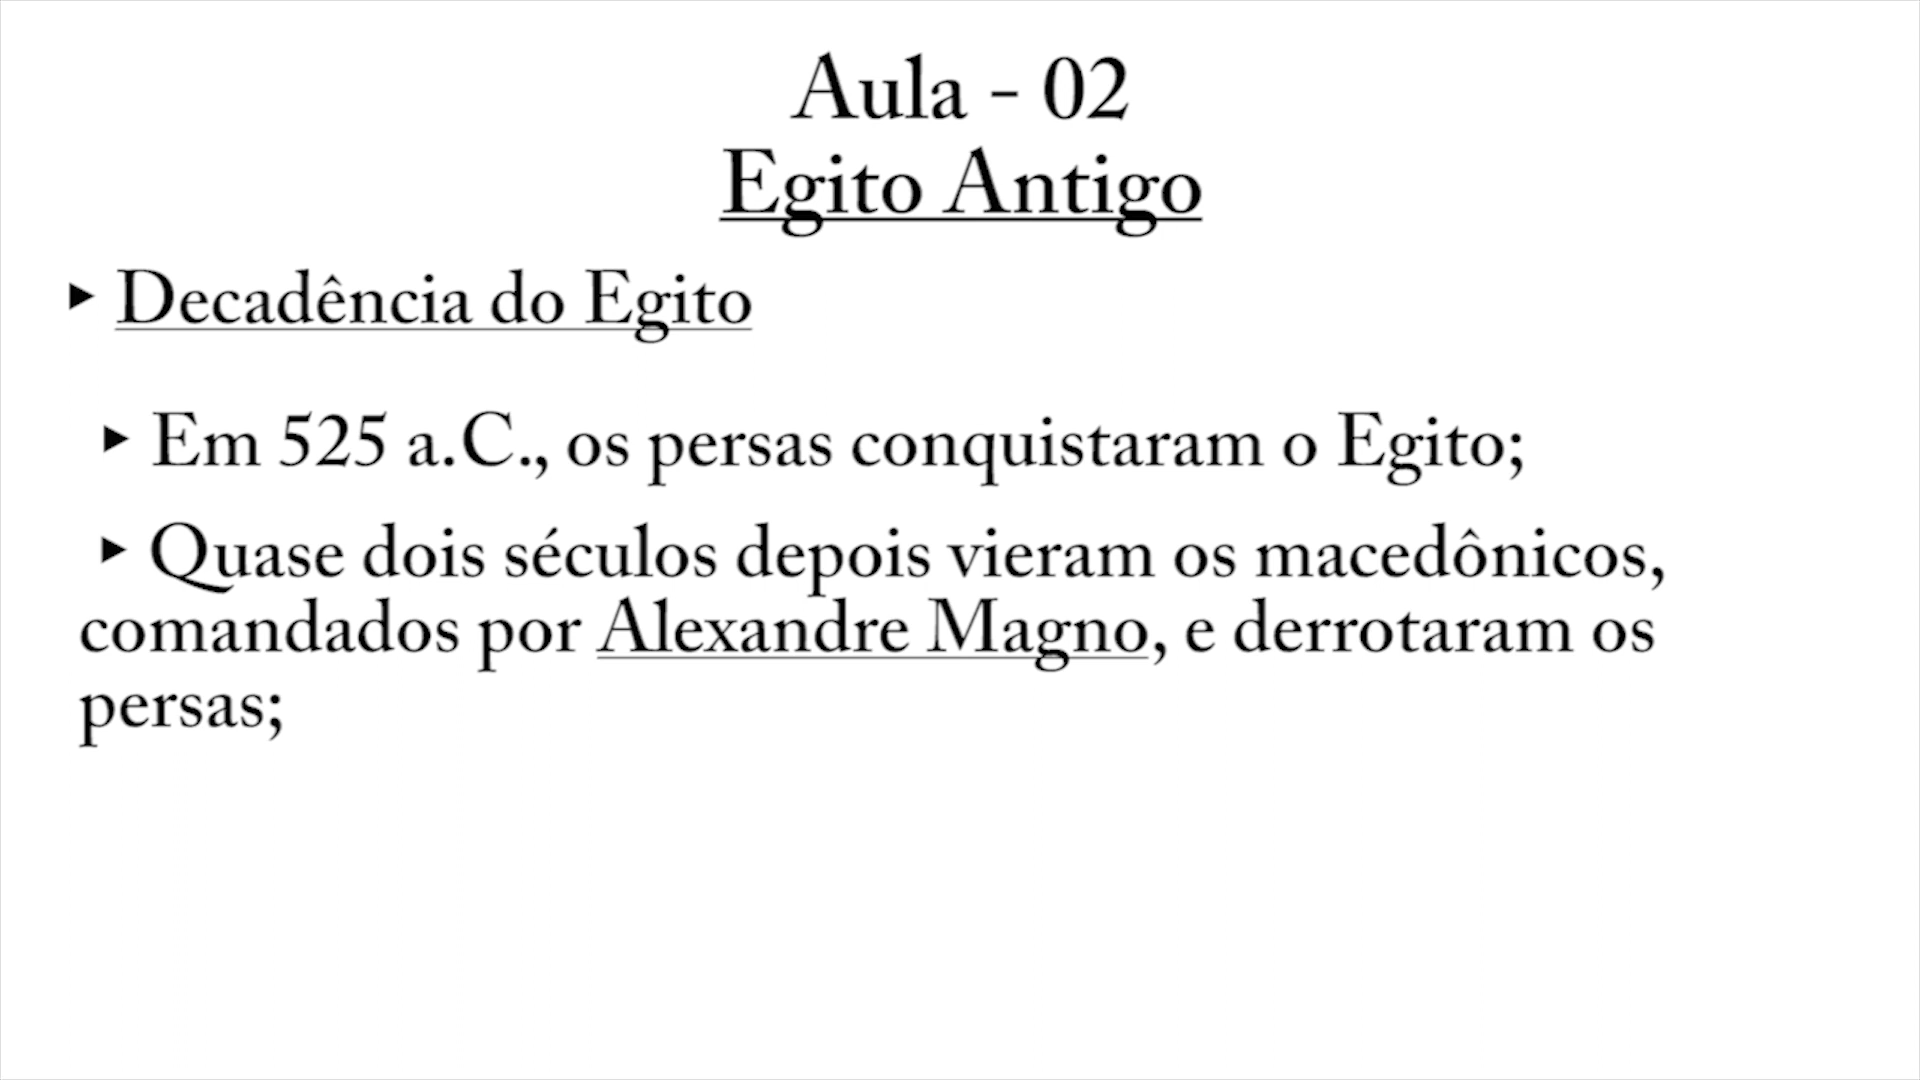 Aula - 02
Egito Antigo
▸ Decadência do Egito
▸ Em 525 a.C., os persas conquistaram o Egito;
▸ Quase dois séculos depois vieram os macedônicos,
comandados por Alexandre Magno, e derrotaram os
persas;